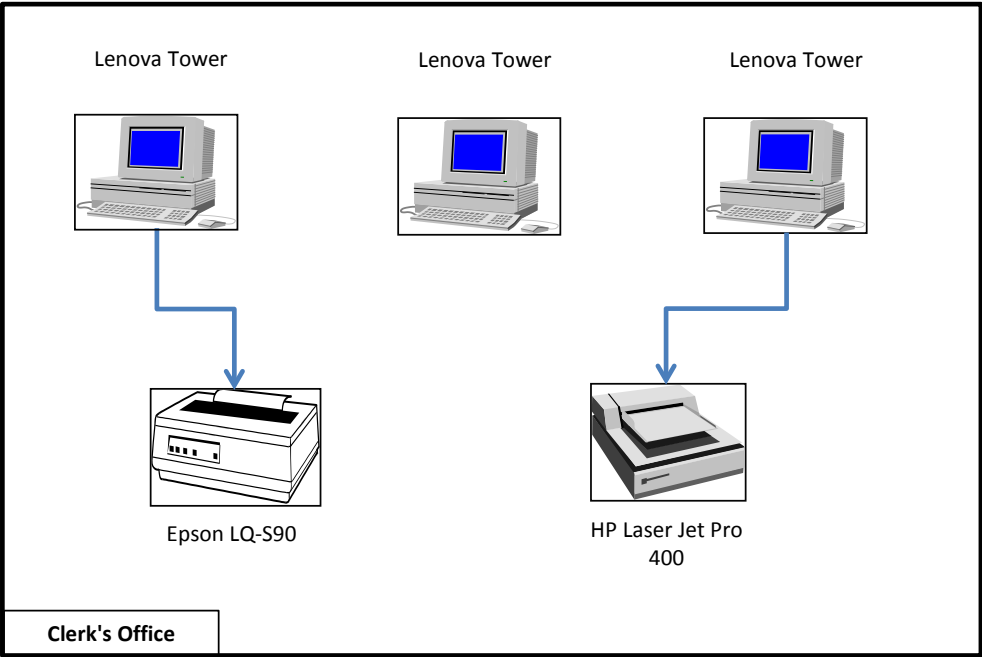 Lenova Tower
Lenova Tower
Lenova Tower
Epson LQ-S90
HP Laser Jet Pro
400
Clerk's Office